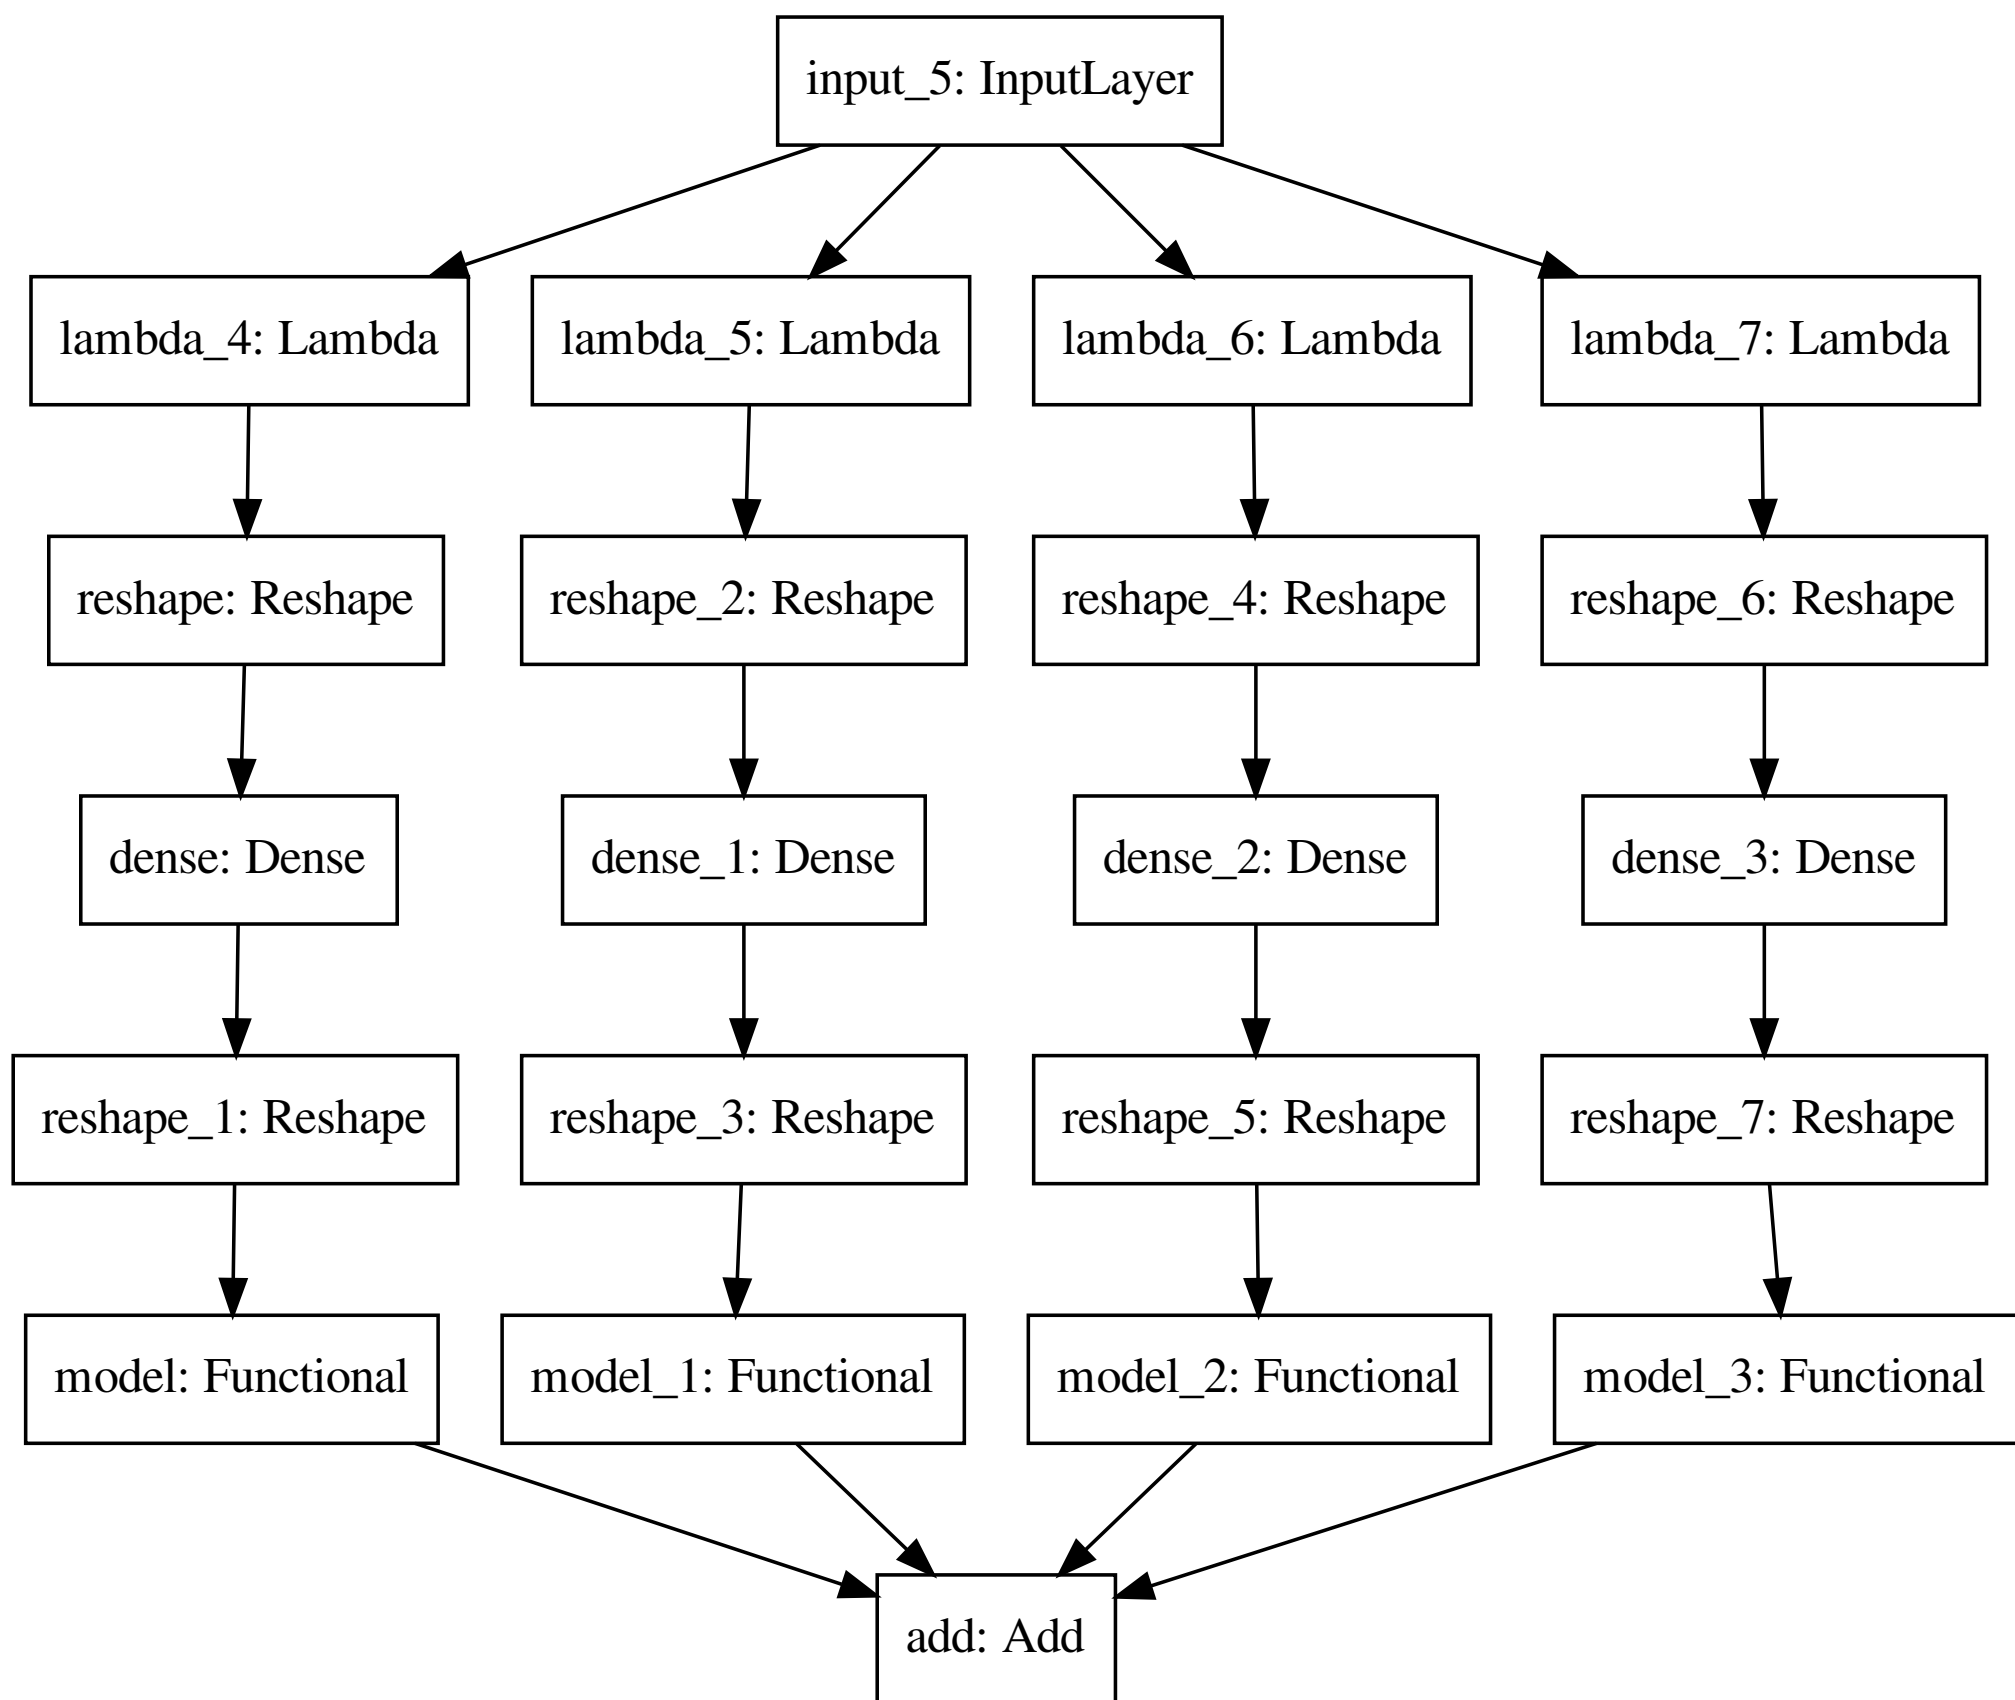 input_5: InputLayer
lambda_4: Lambda
lambda_5: Lambda
lambda_6: Lambda
lambda_7: Lambda
reshape: Reshape
reshape_2: Reshape
reshape_4: Reshape
reshape_6: Reshape
dense: Dense
dense_1: Dense
dense_2: Dense
dense_3: Dense
reshape_1: Reshape
reshape_3: Reshape
reshape_5: Reshape
reshape_7: Reshape
model: Functional
model_1: Functional
model_2: Functional
model_3: Functional
add: Add